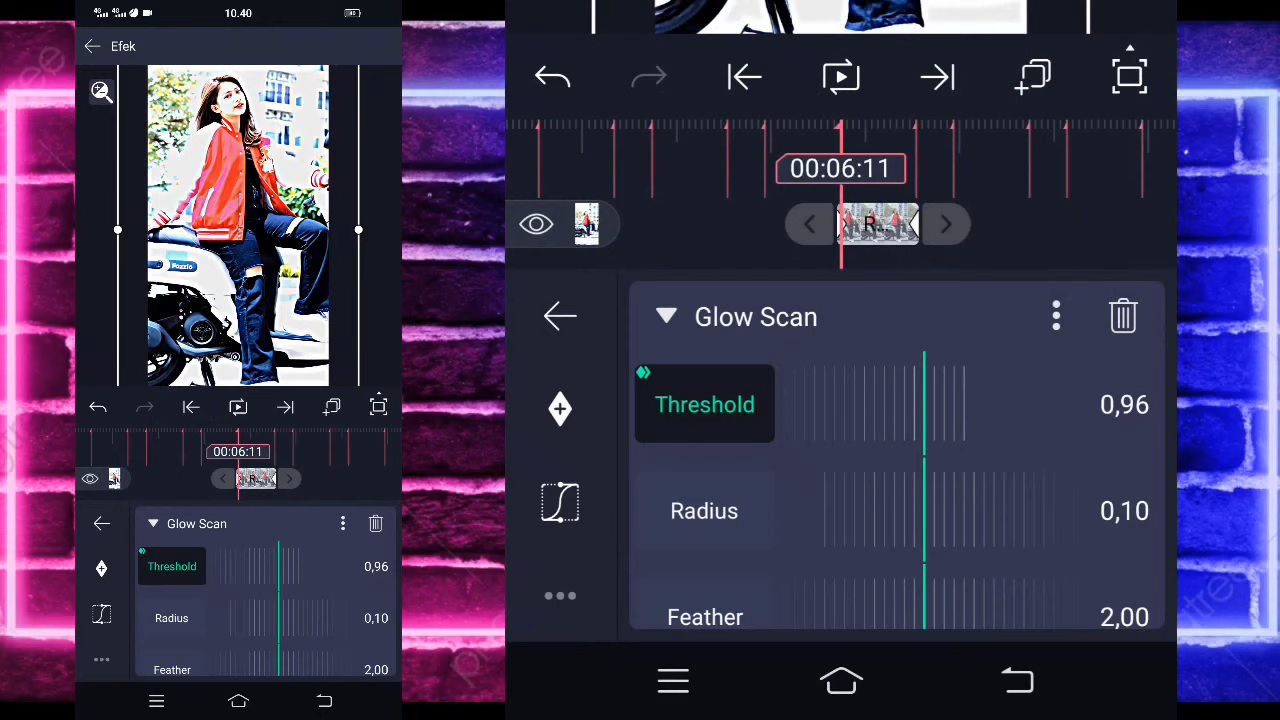 10.40
Efek
Pozzio
00:06:11
R...
Glow Scan
Threshold
0,96
Radius
0,10
Feather
2,00
00:06:11
R...
Glow Scan
Threshold
0,96
Radius
0,10
Feather
2,00